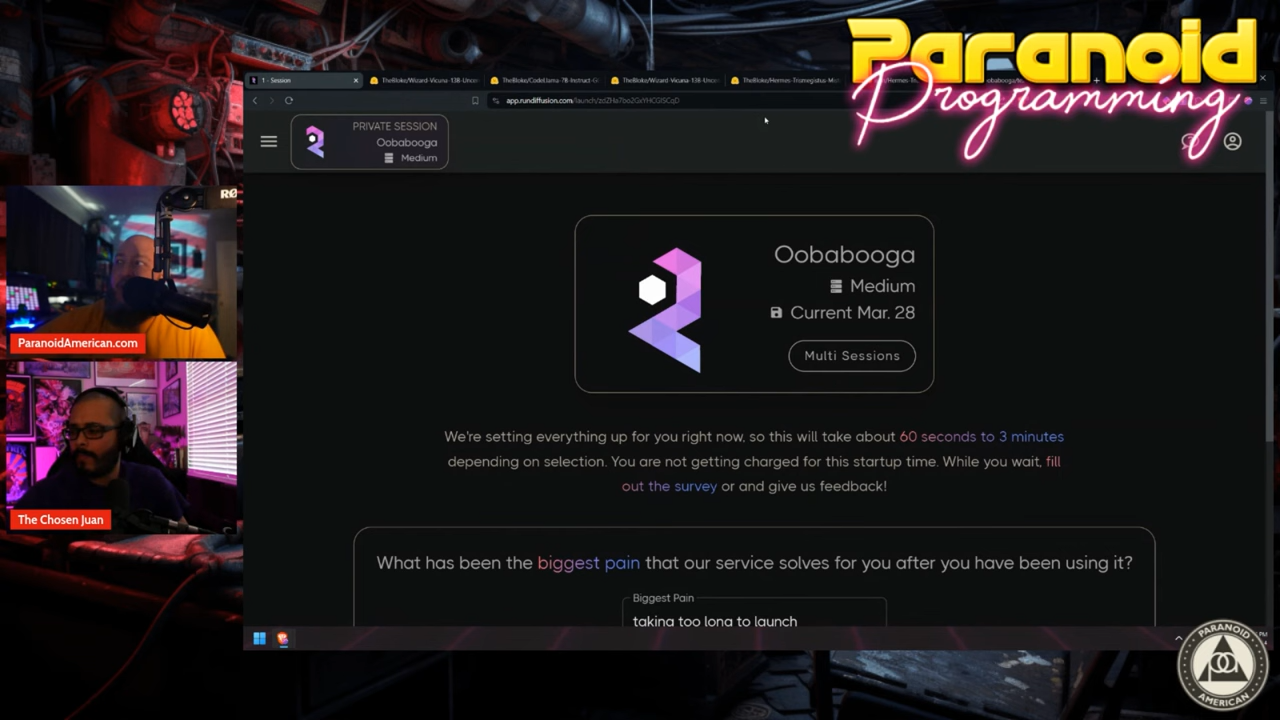 Paranoid
Programming
1 - Session
TheBloke/Wizard-Vicuna-13B-Uncen
TheBloke/CodeLlama-7B-Instruct-G
TheBloke/Wizard-Vicuna-13B-Uncen
TheBloke/Hermes-Trismegistus-Mist
app.rundiffusion.com/launch/
PRIVATE SESSION
Oobabooga
Medium
Oobabooga
Medium
Current Mar. 28
Multi Sessions
ParanoidAmerican.com
The Chosen Juan
We're setting everything up for you right now, so this will take about 60 seconds to 3 minutes
depending on selection. You are not getting charged for this startup time. While you wait, fill
out the survey or and give us feedback!
What has been the biggest pain that our service solves for you after you have been using it?
Biggest Pain
taking too long to launch
PARANOID
AMERICAN